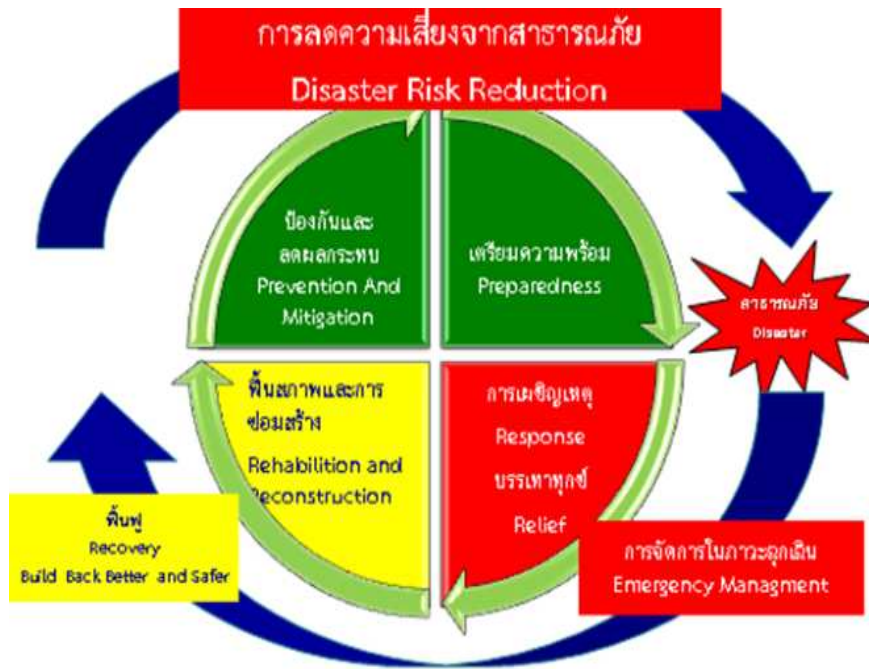 การลดความเสี่ยงจากสาธารณภัย
Disaster Risk Reduction
ป้องกันและ
ลดผลกระทบ
Prevention And
Mitigation
เตรียมความพร้อม
Preparedness
สาธารณภัย
Disaster
ฟื้นสภาพและการ
ซ่อมสร้าง
Rehabilition and
Reconstruction
การเผชิญเหตุ
Response
บรรเทาทุกข์
Relief
ฟื้นฟู
Recovery
Build Back Better and Safer
การจัดการในภาวะฉุกเฉิน
Emergency Managment